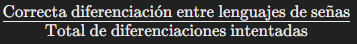 Correcta diferenciación entre lenguajes de señas
Total de diferenciaciones intentadas